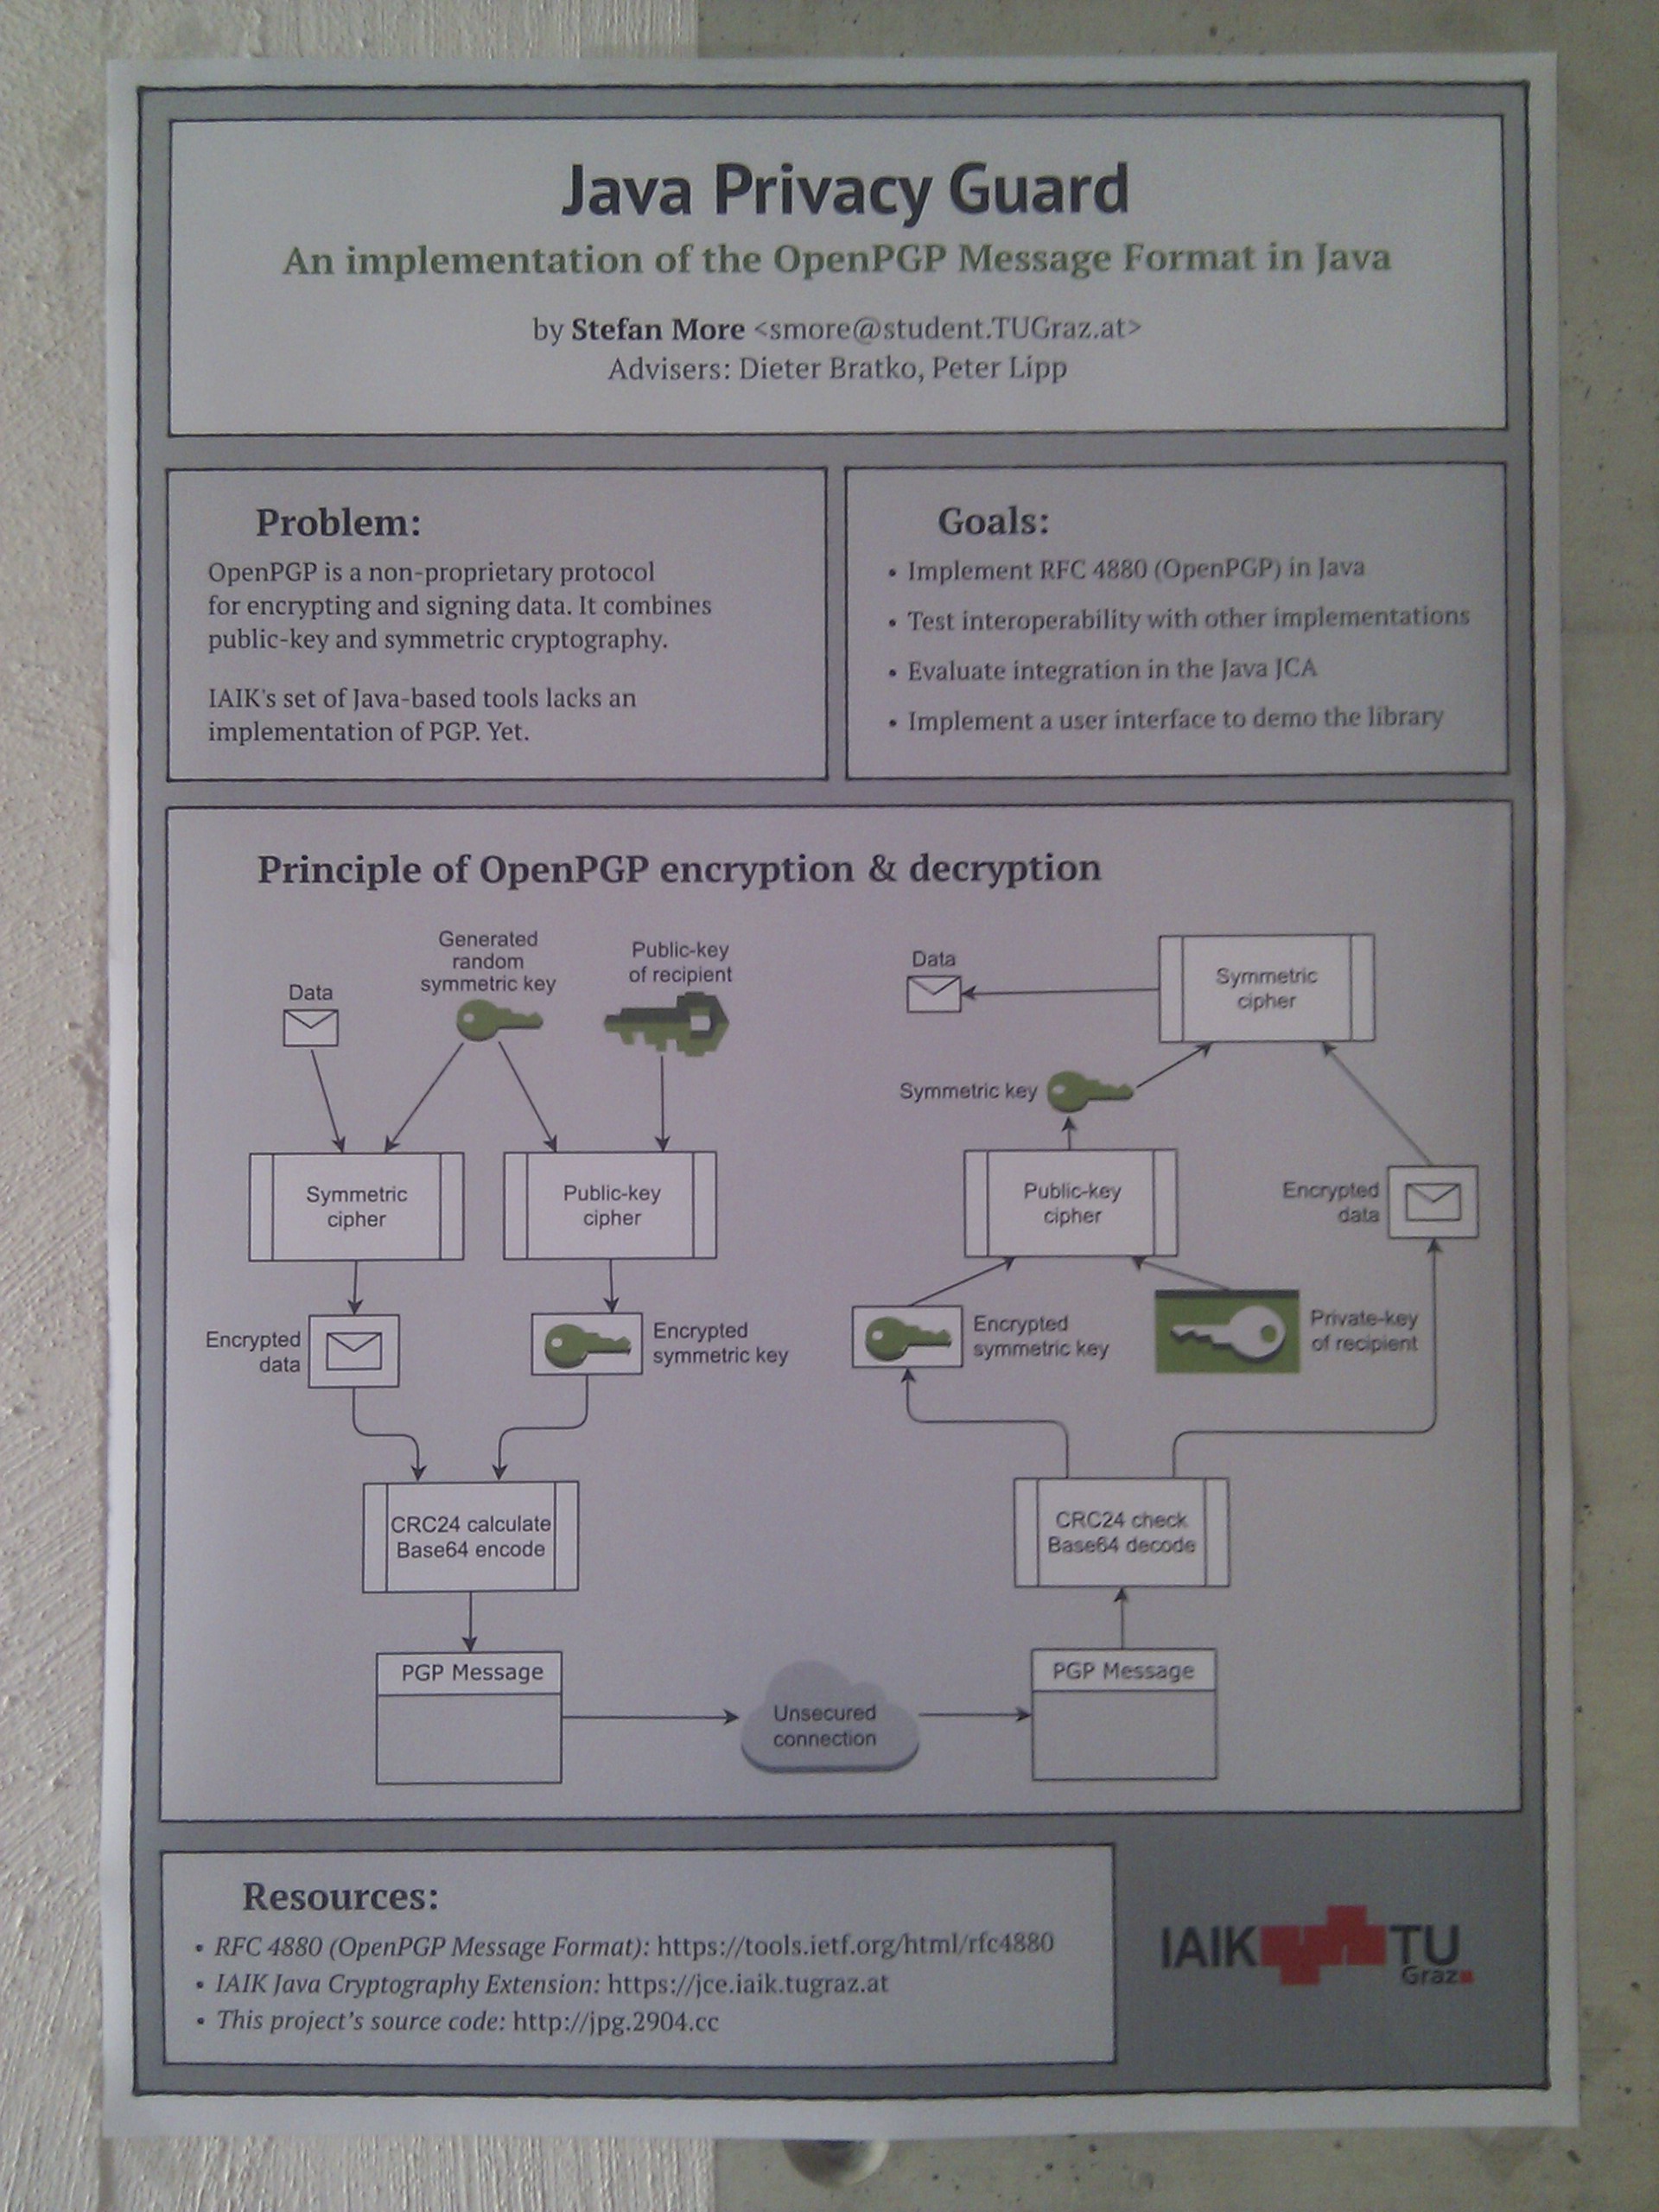 Java Privacy Guard
An implementation of the OpenPGP Message Format in Java
by Stefan More <smore@student.TUGraz.at>
Advisers: Dieter Bratko, Peter Lipp
Problem:
OpenPGP is a non-proprietary protocol
for encrypting and signing data. It combines
public-key and symmetric cryptography.
IAIK's set of Java-based tools lacks an
implementation of PGP. Yet.
Goals:
• Implement RFC 4880 (OpenPGP) in Java
• Test interoperability with other implementations
• Evaluate integration in the Java JCA
• Implement a user interface to demo the library
Principle of OpenPGP encryption & decryption
Data
Generated
random
symmetric key
Public-key
of recipient
Symmetric
cipher
Public-key
cipher
Encrypted
data
Encrypted
symmetric key
CRC24 calculate
Base64 encode
PGP Message
Unsecured
connection
Data
Symmetric
cipher
Symmetric key
Public-key
cipher
Encrypted
data
Encrypted
symmetric key
Private-key
of recipient
CRC24 check
Base64 decode
PGP Message
Resources:
• RFC 4880 (OpenPGP Message Format): https://tools.ietf.org/html/rfc4880
• IAIK Java Cryptography Extension: https://jce.iaik.tugraz.at
• This project's source code: http://jpg.2904.cc
IAIK TU
Graz